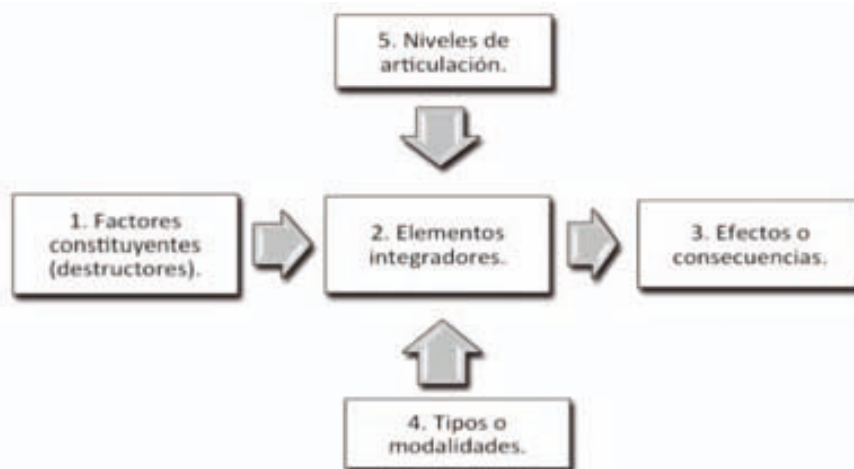 5. Niveles de
articulación.
1. Factores
constituyentes
(destructores).
2. Elementos
integradores.
3. Efectos o
consecuencias.
4. Tipos o
modalidades.